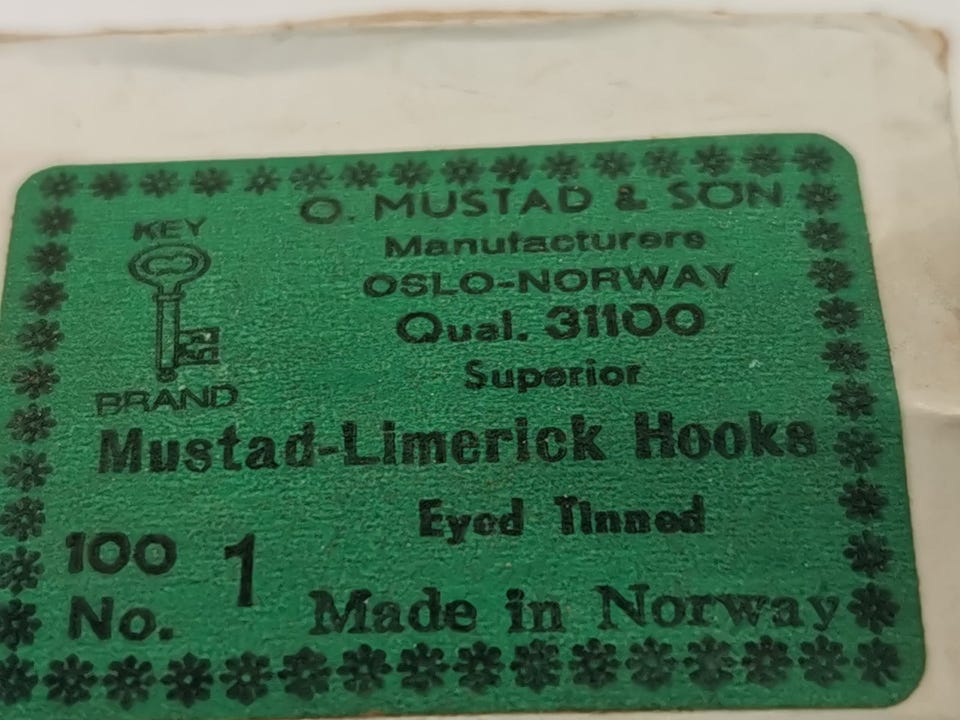 O. MUSTAD & SÖN
KEY
Manufacturers
OSLO-NORWAY
Qual. 31100
Superior
BRAND
Mustad-Limerick Hooks
Eyed Tinned
100
No. 1
Made in Norway